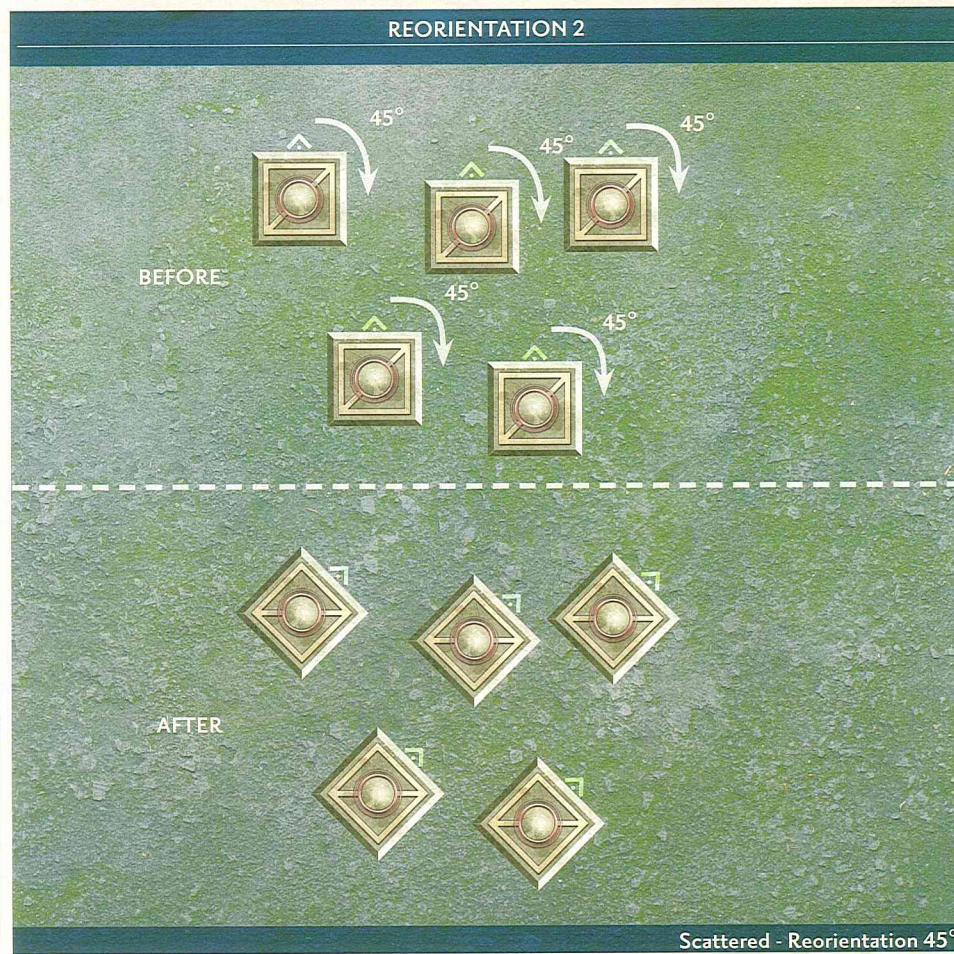 REORIENTATION 2
45°
45°
45°
BEFORE
45°
45°
AFTER
Scattered - Reorientation 45°